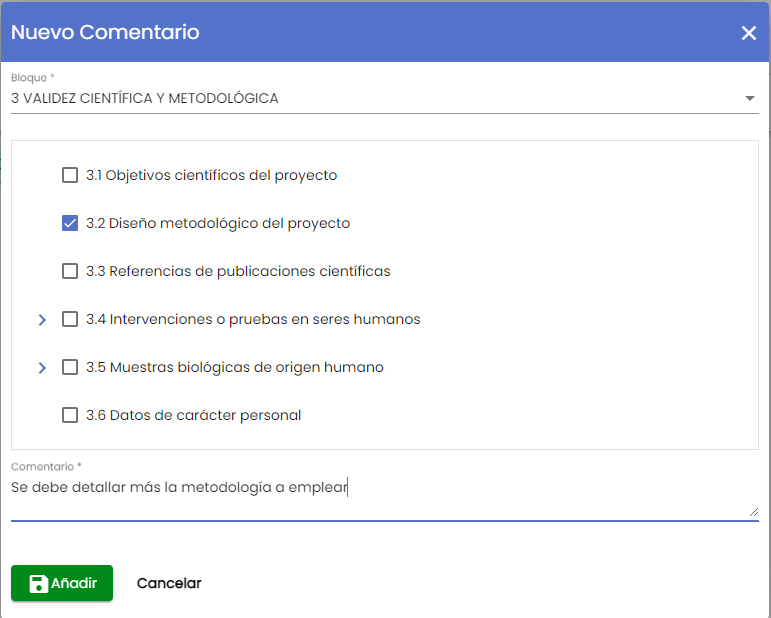 Nuevo Comentario
Bloque *
3 VALIDEZ CIENTÍFICA Y METODOLÓGICA
3.1 Objetivos científicos del proyecto
3.2 Diseño metodológico del proyecto
3.3 Referencias de publicaciones científicas
3.4 Intervenciones o pruebas en seres humanos
3.5 Muestras biológicas de origen humano
3.6 Datos de carácter personal
Comentario *
Se debe detallar más la metodología a emplear
Añadir Cancelar